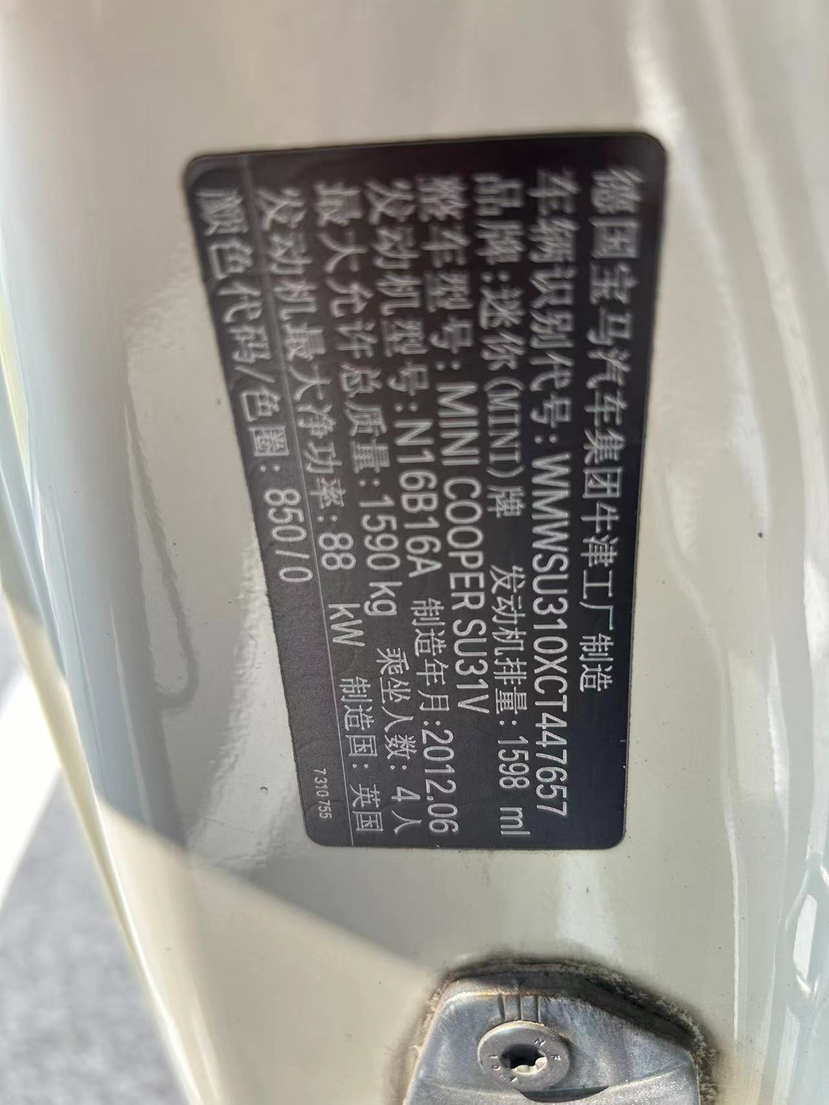 德国宝马汽车集团牛津工厂制造
车辆识别代号:WMWSU310XCT447657
品牌:迷你(MINI)牌 发动机排量:1598 ml
整车型号:MINI COOPER SU31V
发动机型号:N16B16A 制造年月:2012.06
最大允许总质量:1590 kg 乘坐人数:4人
发动机最大净功率:88 kW 制造国:英国
颜色代码/色圈:850/0
7310755